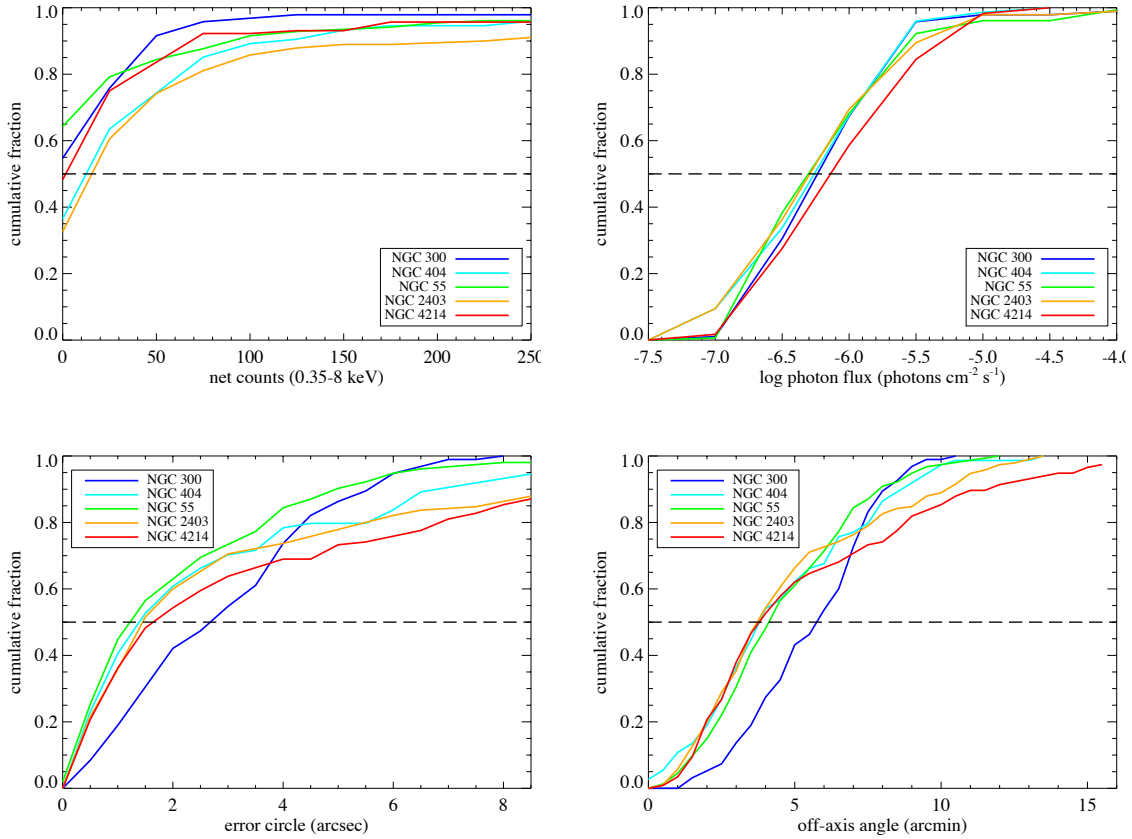 1.0
0.8
0.6
0.4
0.2
0.0
cumulative fraction
NGC 300
NGC 404
NGC 55
NGC 2403
NGC 4214
0 50 100 150 200 250
net counts (0.35-8 keV)
1.0
0.8
0.6
0.4
0.2
0.0
cumulative fraction
NGC 300
NGC 404
NGC 55
NGC 2403
NGC 4214
-7.5 -7.0 -6.5 -6.0 -5.5 -5.0 -4.5 -4.0
log photon flux (photons cm⁻² s⁻¹)
1.0
0.8
0.6
0.4
0.2
0.0
cumulative fraction
NGC 300
NGC 404
NGC 55
NGC 2403
NGC 4214
0 2 4 6 8
error circle (arcsec)
1.0
0.8
0.6
0.4
0.2
0.0
cumulative fraction
NGC 300
NGC 404
NGC 55
NGC 2403
NGC 4214
0 5 10 15
off-axis angle (arcmin)